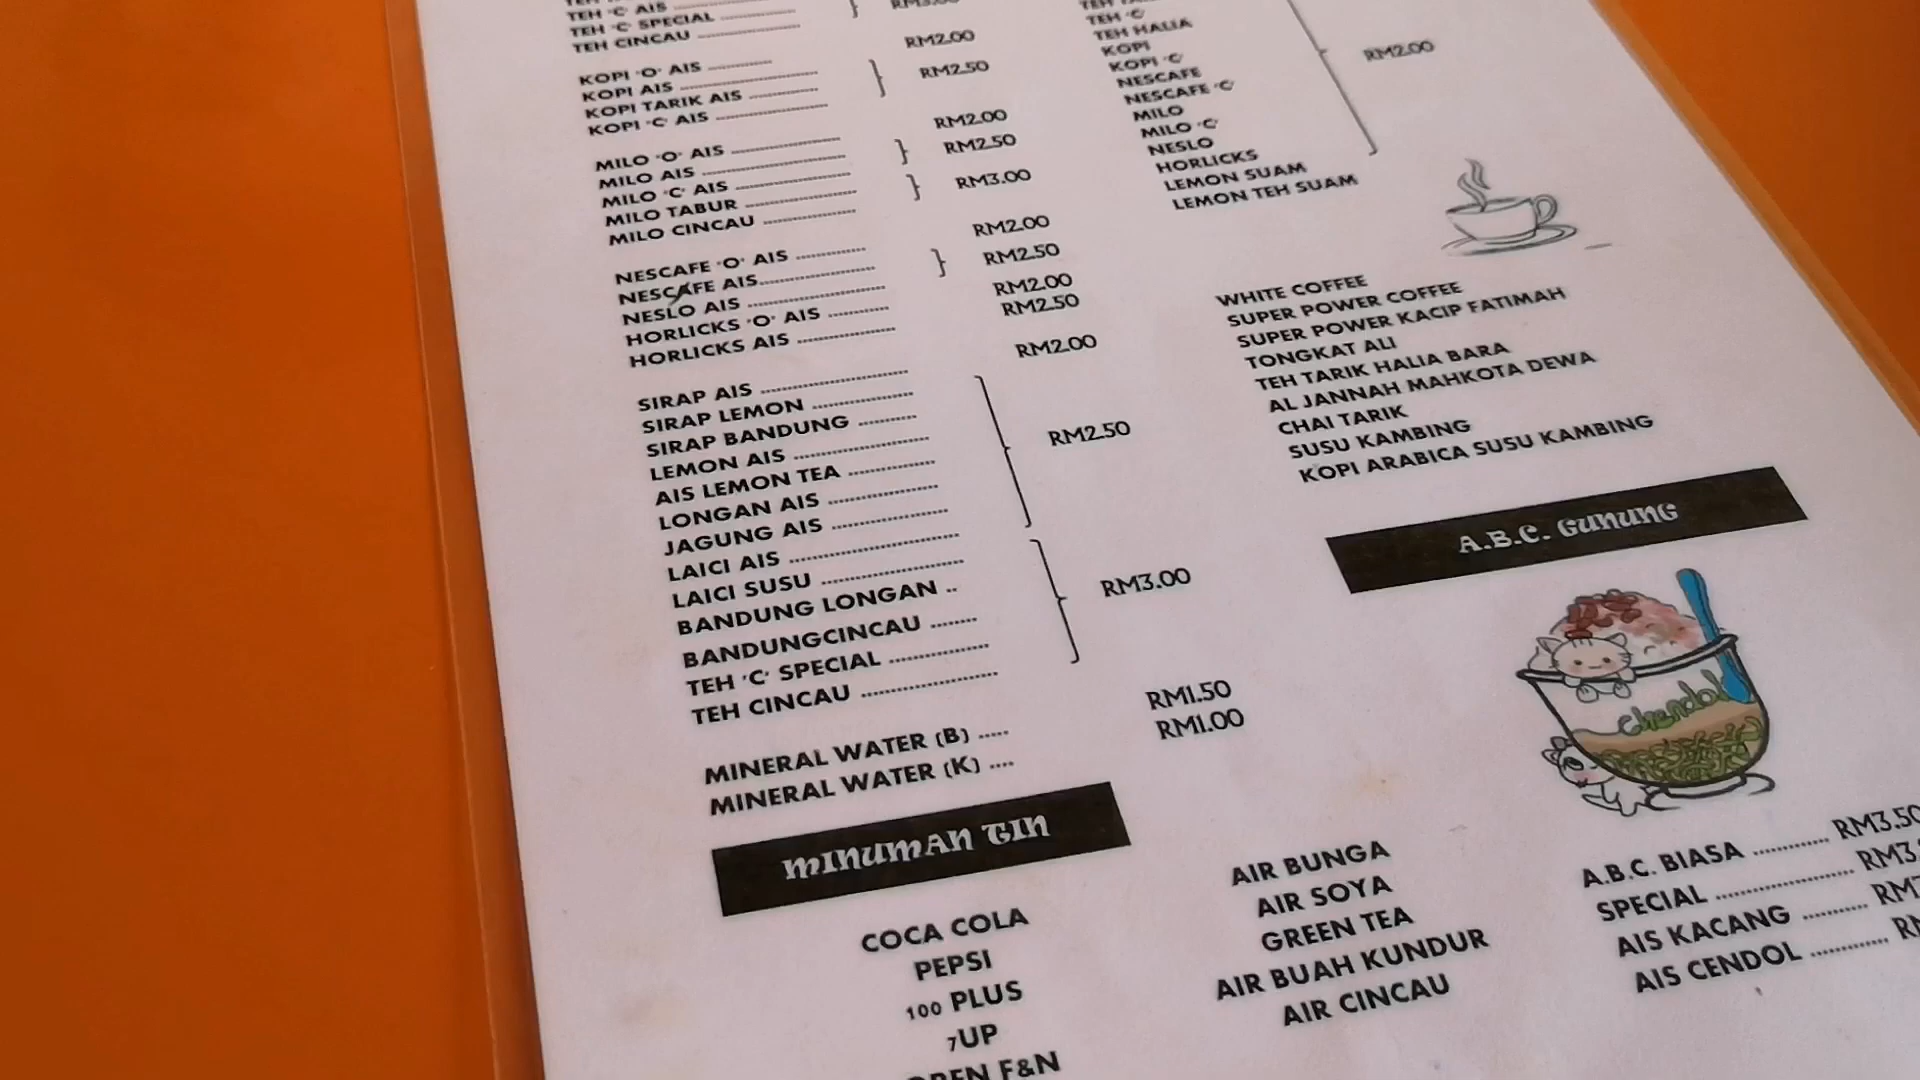 TEH 'C' AIS ..........
TEH 'C' SPECIAL ..........
TEH CINCAU ..........
RM3.00
KOPI 'O' AIS .......... RM2.00
KOPI AIS ..........
KOPI TARIK AIS ..........
KOPI 'C' AIS ..........
RM2.50
MILO 'O' AIS .......... RM2.00
MILO AIS ..........
MILO 'C' AIS ..........
RM2.50
MILO TABUR ..........
MILO CINCAU ..........
RM3.00
NESCAFE 'O' AIS .......... RM2.00
NESCAFE AIS..........
NESLO AIS ..........
RM2.50
HORLICKS 'O' AIS .......... RM2.00
HORLICKS AIS .......... RM2.50
SIRAP AIS .......... RM2.00
SIRAP LEMON ..........
SIRAP BANDUNG ..........
LEMON AIS ..........
AIS LEMON TEA ..........
LONGAN AIS ..........
JAGUNG AIS ..........
LAICI AIS ..........
RM2.50
LAICI SUSU ..........
BANDUNG LONGAN ..
BANDUNGCINCAU ........
TEH 'C' SPECIAL ..........
TEH CINCAU ..........
RM3.00
MINERAL WATER (B) ..... RM1.50
MINERAL WATER (K) .... RM1.00
MINUMAN TIN
COCA COLA
PEPSI
100 PLUS
7UP
F&N
AIR BUNGA
AIR SOYA
GREEN TEA
AIR BUAH KUNDUR
AIR CINCAU
TEH 'C'
TEH HALIA
KOPI
KOPI 'C'
NESCAFE
NESCAFE 'C'
MILO
MILO 'C'
NESLO
HORLICKS
LEMON SUAM
LEMON TEH SUAM
RM2.00
WHITE COFFEE
SUPER POWER COFFEE
SUPER POWER KACIP FATIMAH
TONGKAT ALI
TEH TARIK HALIA BARA
AL JANNAH MAHKOTA DEWA
CHAI TARIK
SUSU KAMBING
KOPI ARABICA SUSU KAMBING
A.B.C. GUNUNG
Chendol
A.B.C. BIASA .......... RM3.50
SPECIAL ..........
AIS KACANG ..........
AIS CENDOL ..........